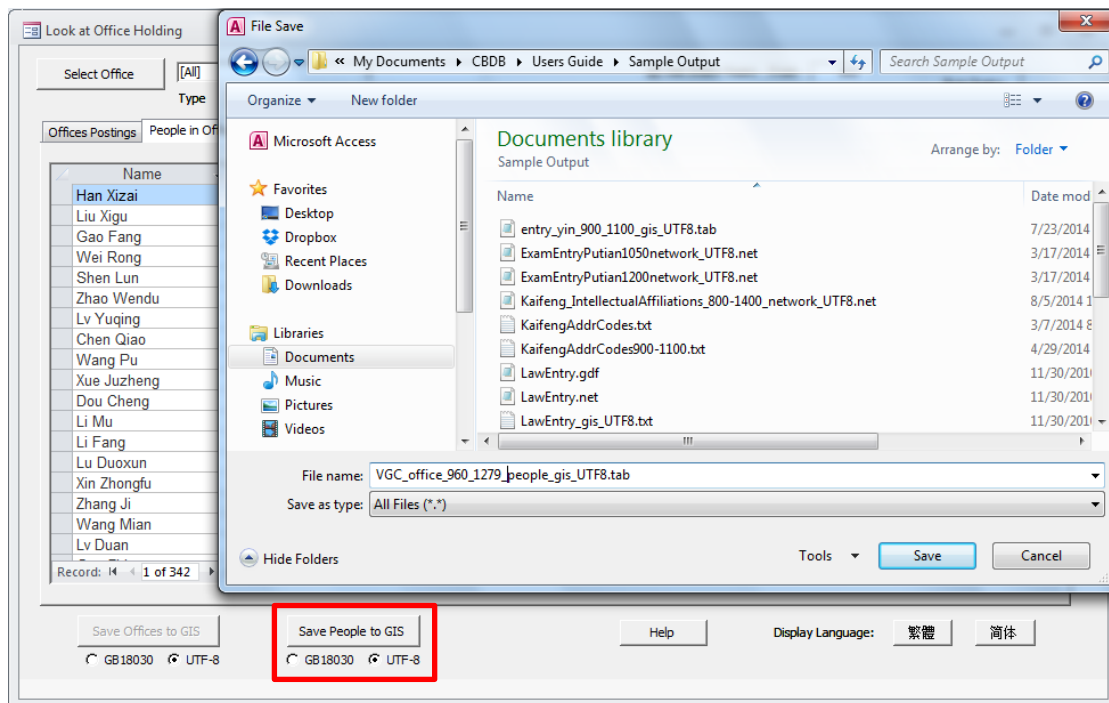 Look at Office Holding
Select Office
[All]
Type
Offices Postings
People in Of
Name
Han Xizai
Liu Xigu
Gao Fang
Wei Rong
Shen Lun
Zhao Wendu
Lv Yuqing
Chen Qiao
Wang Pu
Xue Juzheng
Dou Cheng
Li Mu
Li Fang
Lu Duoxun
Xin Zhongfu
Zhang Ji
Wang Mian
Lv Duan
Record: 1 of 342
File Save
« My Documents CBDB Users Guide Sample Output
Search Sample Output
Organize
New folder
Microsoft Access
Favorites
Desktop
Dropbox
Recent Places
Downloads
Libraries
Documents
Music
Pictures
Videos
Documents library
Sample Output
Arrange by: Folder
Name Date mod
entry_yin_900_1100_gis_UTF8.tab 7/23/2014
ExamEntryPutian1050network_UTF8.net 3/17/2014
ExamEntryPutian1200network_UTF8.net 3/17/2014
Kaifeng_IntellectualAffiliations_800-1400_network_UTF8.net 8/5/2014 1
KaifengAddrCodes.txt 3/7/2014 8
KaifengAddrCodes900-1100.txt 4/29/2014
LawEntry.gdf 11/30/201
LawEntry.net 11/30/201
LawEntry_gis_UTF8.txt 11/30/201
File name: VGC_office_960_1279_people_gis_UTF8.tab
Save as type: All Files (*.*)
Hide Folders
Tools
Save
Cancel
Save Offices to GIS
GB18030 UTF-8
Save People to GIS
GB18030 UTF-8
Help
Display Language:
繁體
简体